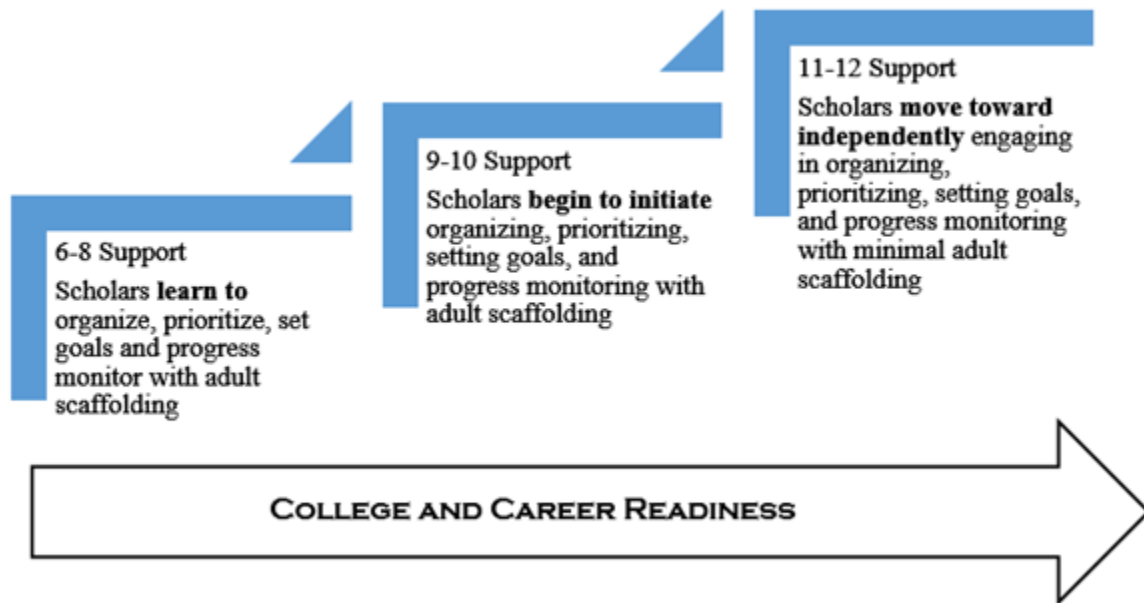 6-8 Support
Scholars learn to
organize, prioritize, set
goals and progress
monitor with adult
scaffolding
9-10 Support
Scholars begin to initiate
organizing, prioritizing,
setting goals, and
progress monitoring with
adult scaffolding
11-12 Support
Scholars move toward
independently engaging
in organizing,
prioritizing, setting goals,
and progress monitoring
with minimal adult
scaffolding
COLLEGE AND CAREER READINESS